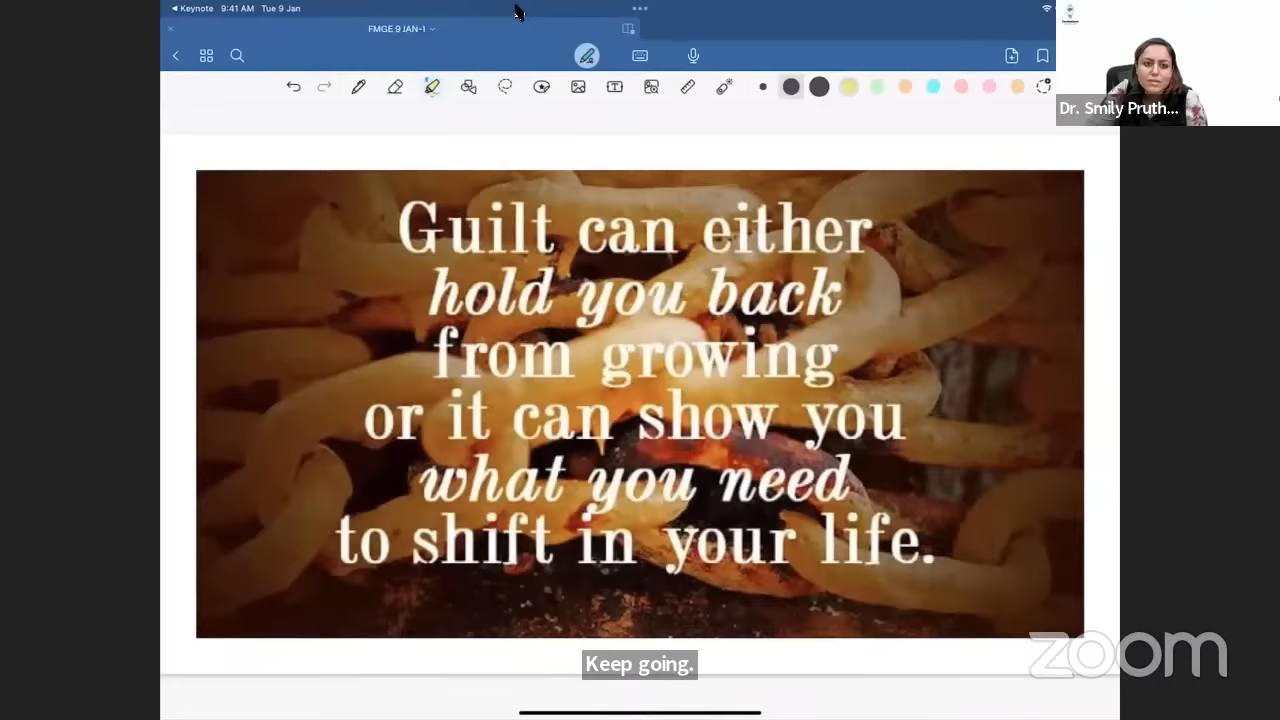 Keynote 9:41 AM Tue 9 Jan
FMGE 9 JAN-1
Dr. Smily Pruth...
Guilt can either
hold you back
from growing
or it can show you
what you need
to shift in your life.
Keep going.
zoom